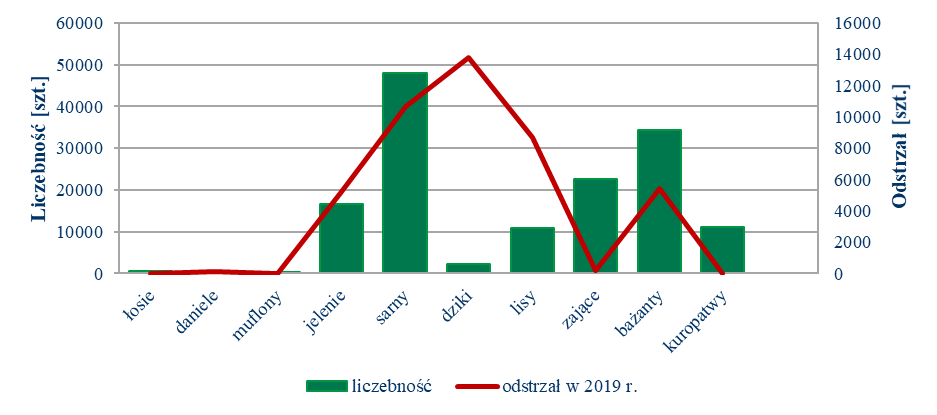 Liczebność [szt.]
60000
50000
40000
30000
20000
10000
0
16000
14000
12000
10000
8000
6000
4000
2000
0
Odstrzał [szt.]
łosie
daniele
muflony
jelenie
sarny
dziki
lisy
zające
bażanty
kuropatwy
liczebność
odstrzał w 2019 r.